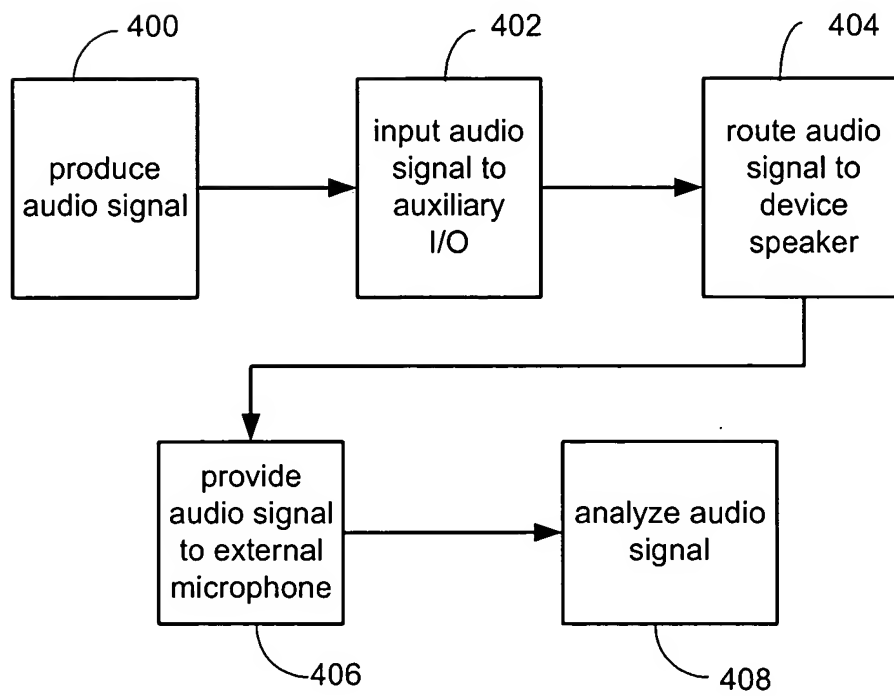 400
402
404
produce
audio signal
input audio
signal to
auxiliary
I/O
route audio
signal to
device
speaker
provide
audio signal
to external
microphone
analyze audio
signal
406
408